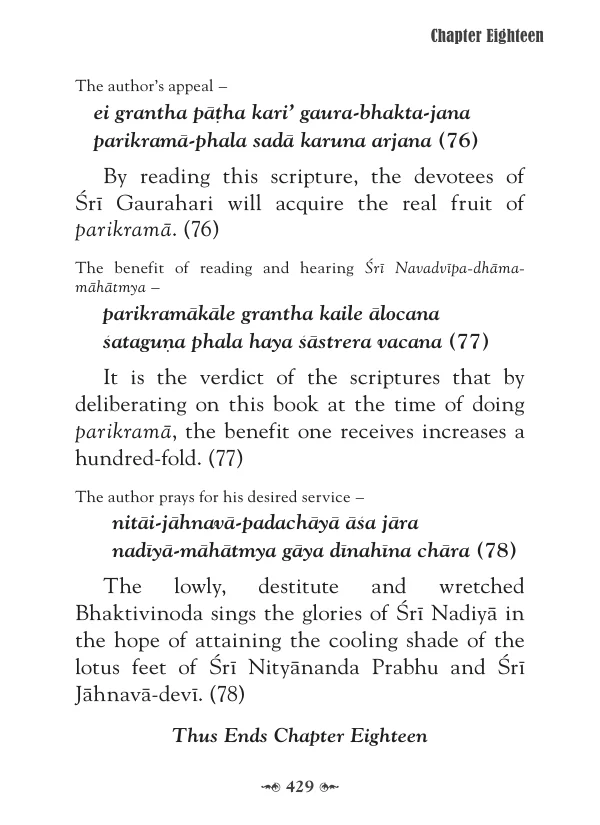 Chapter Eighteen
The author's appeal –
ei grantha pāṭha kari' gaura-bhakta-jana
parikramā-phala sadā karuna arjana (76)
By reading this scripture, the devotees of
Śrī Gaurahari will acquire the real fruit of
parikramā. (76)
The benefit of reading and hearing Śrī Navadvīpa-dhāma-
māhātmya –
parikramākāle grantha kaile ālocana
śataguṇa phala haya śāstrera vacana (77)
It is the verdict of the scriptures that by
deliberating on this book at the time of doing
parikramā, the benefit one receives increases a
hundred-fold. (77)
The author prays for his desired service –
nitāi-jāhnavā-padachāyā āśa jāra
nadīyā-māhātmya gāya dīnahīna chāra (78)
The lowly, destitute and wretched
Bhaktivinoda sings the glories of Śrī Nadiyā in
the hope of attaining the cooling shade of the
lotus feet of Śrī Nityānanda Prabhu and Śrī
Jāhnavā-devī. (78)
Thus Ends Chapter Eighteen
429